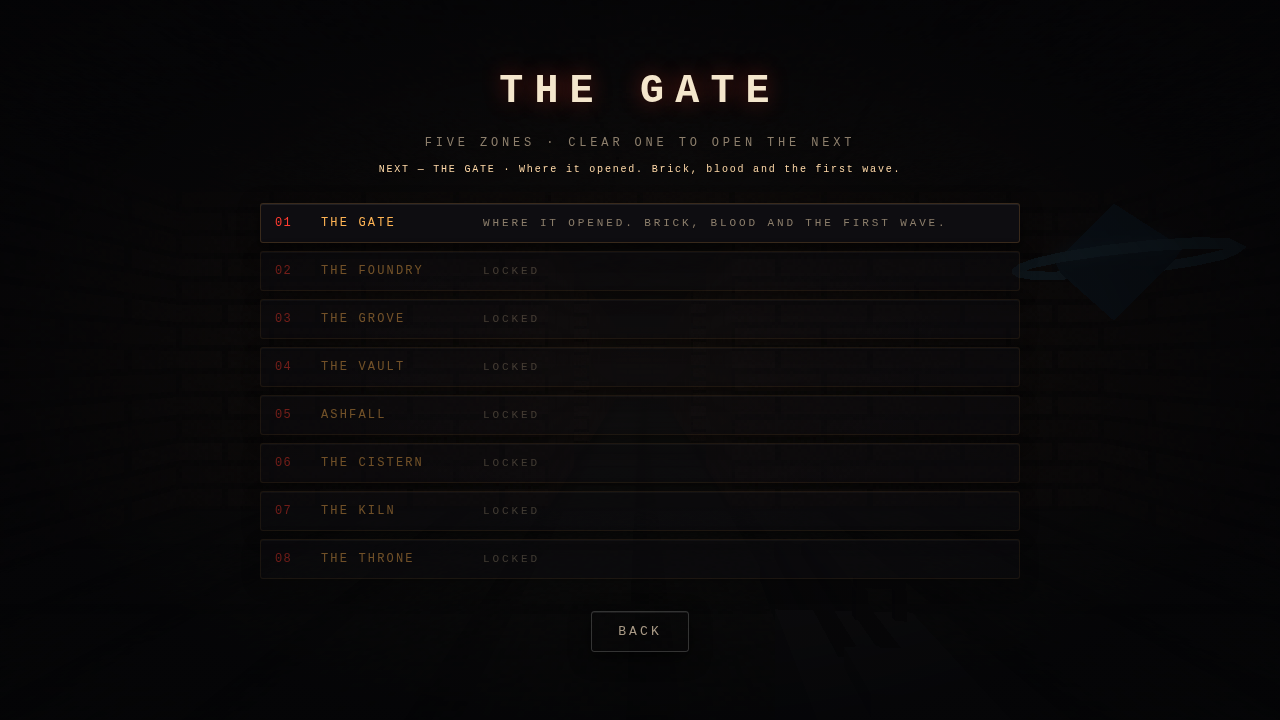 THE GATE
FIVE ZONES · CLEAR ONE TO OPEN THE NEXT
NEXT — THE GATE · Where it opened. Brick, blood and the first wave.
01 THE GATE WHERE IT OPENED. BRICK, BLOOD AND THE FIRST WAVE.
02 THE FOUNDRY LOCKED
03 THE GROVE LOCKED
04 THE VAULT LOCKED
05 ASHFALL LOCKED
06 THE CISTERN LOCKED
07 THE KILN LOCKED
08 THE THRONE LOCKED
BACK